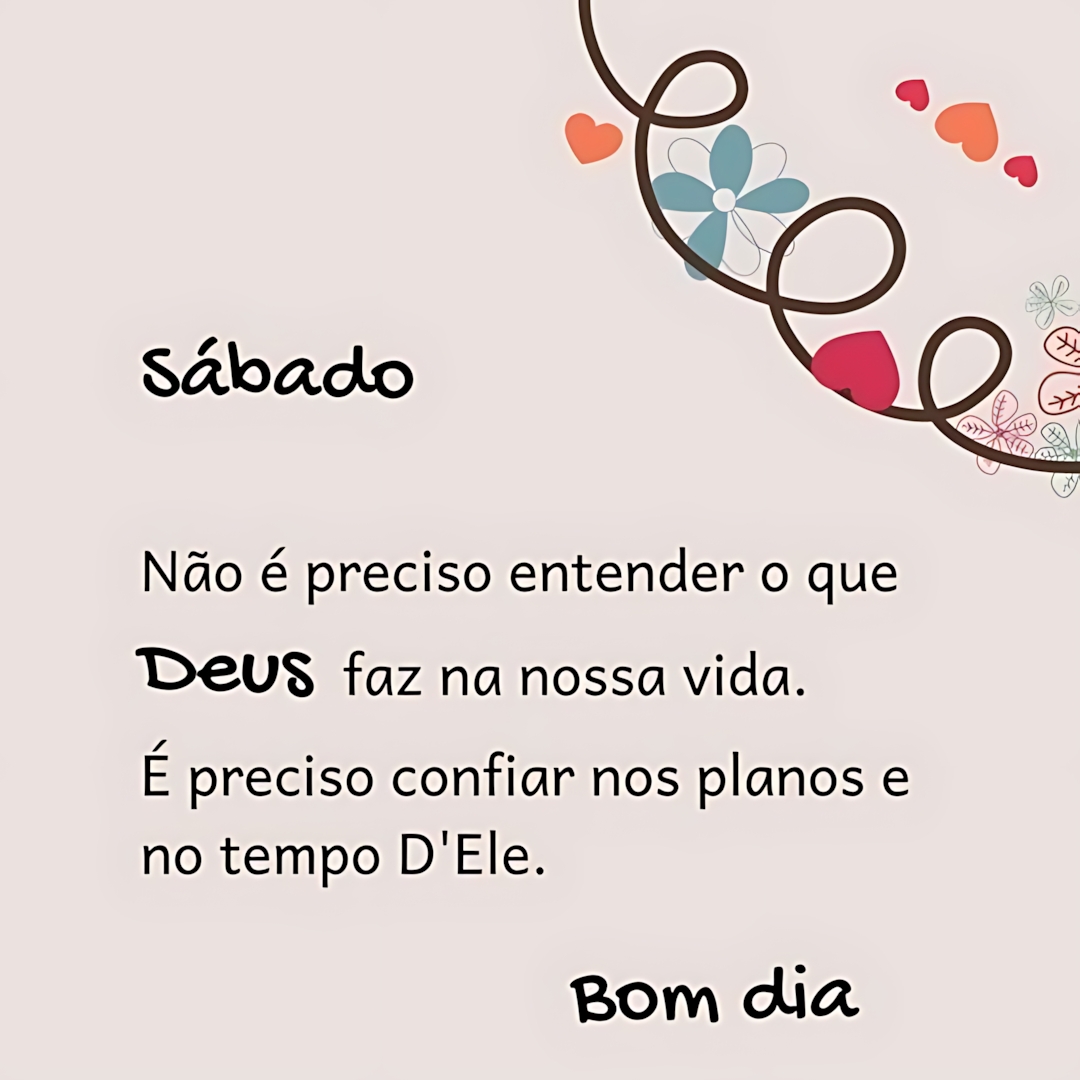 Sábado
Não é preciso entender o que
Deus faz na nossa vida.
É preciso confiar nos planos e
no tempo D'Ele.
Bom dia